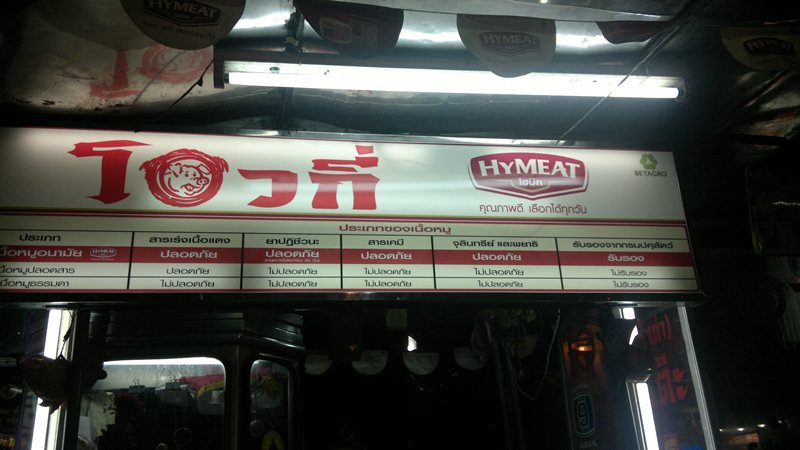 HYMEAT
HYMEAT
โอวกี่
HYMEAT
ไฮมีท
คุณภาพดี เลือกได้ทุกวัน
BETAGRO
ประเภทของเนื้อหมู
ประเภท สารเร่งเนื้อแดง ยาปฏิชีวนะ สารเคมี จุลินทรีย์ และพยาธิ รับรองจากกรมปศุสัตว์
เนื้อหมูอนามัย HYMEAT ปลอดภัย ปลอดภัย ปลอดภัย ปลอดภัย รับรอง
เนื้อหมูปลอดสาร ปลอดภัย ไม่ปลอดภัย ไม่ปลอดภัย ไม่ปลอดภัย ไม่รับรอง
เนื้อหมูธรรมดา ไม่ปลอดภัย ไม่ปลอดภัย ไม่ปลอดภัย ไม่ปลอดภัย ไม่รับรอง